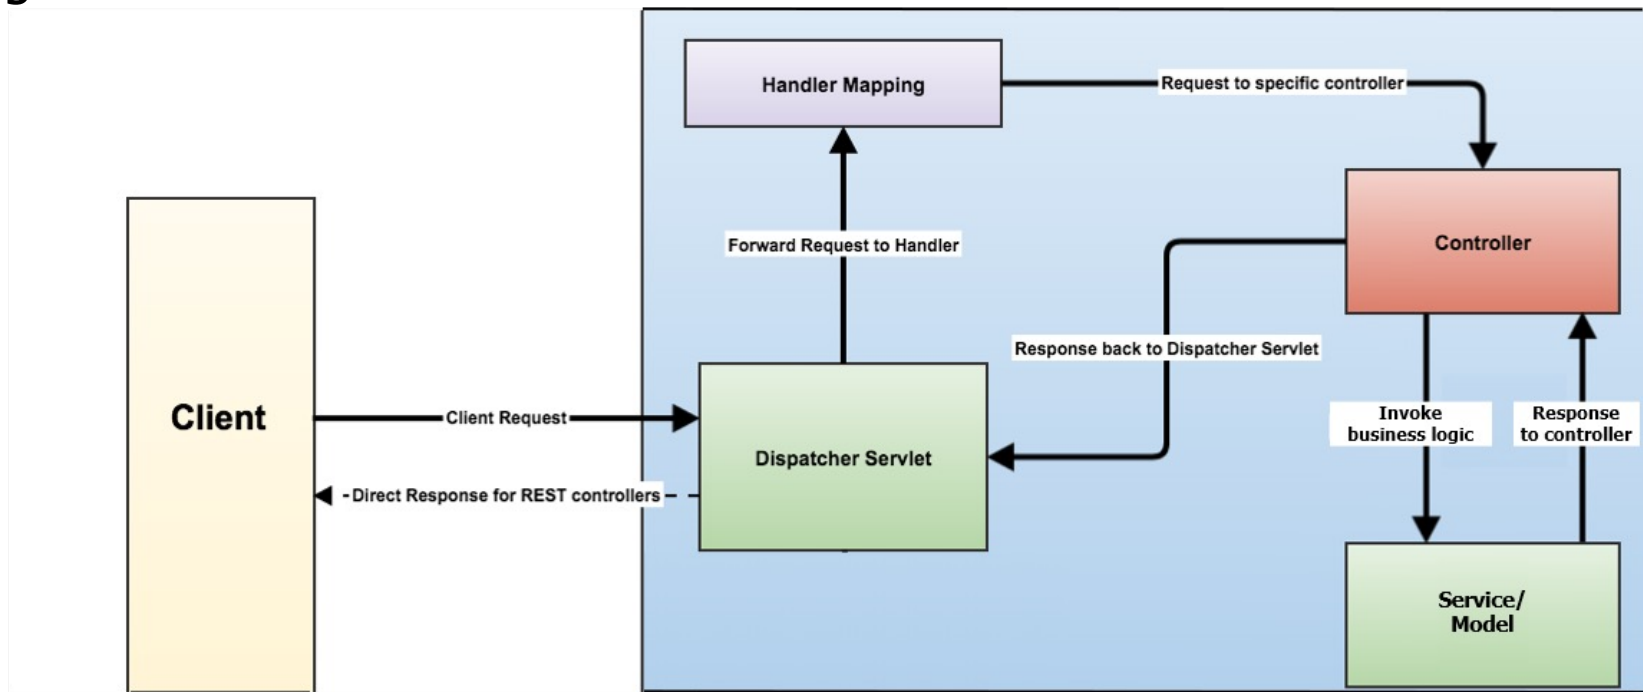 Handler Mapping
Request to specific controller
Forward Request to Handler
Controller
Response back to Dispatcher Servlet
Client
Client Request
Dispatcher Servlet
Invoke
business logic
Response
to controller
Direct Response for REST controllers
Service/
Model